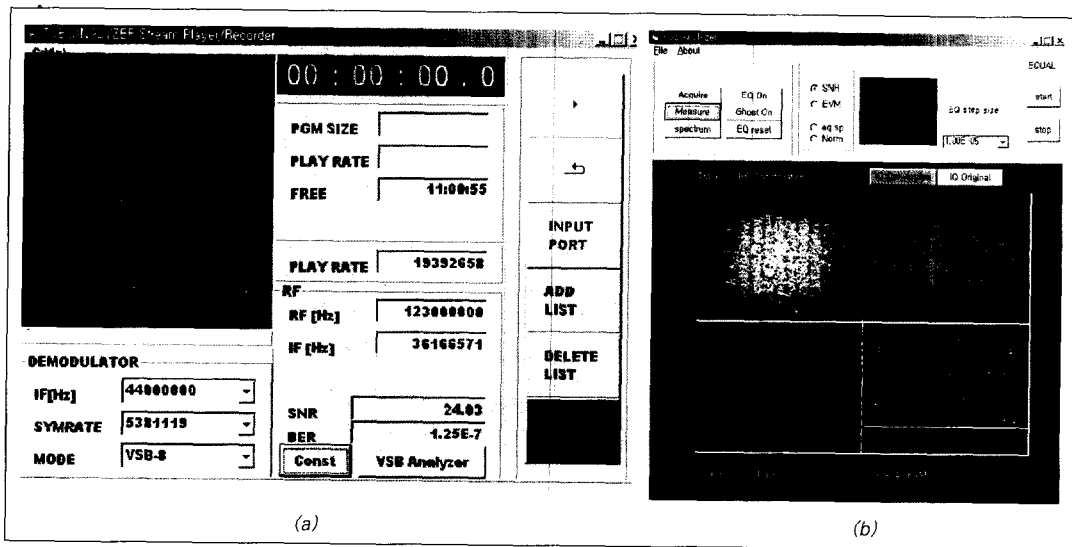 Stream Player/Recorder
00 : 00 : 00 . 0
PGM SIZE
PLAY RATE
FREE 11:00:55
PLAY RATE 19392658
RF
RF [Hz] 123000000
IF [Hz] 36166571
SNR 24.03
BER 1.25E-7
Const VSB Analyzer
DEMODULATOR
IF[Hz] 44000000
SYMRATE 5381119
MODE VSB-8
INPUT
PORT
ADD
LIST
DELETE
LIST
(a)
File About
Acquire EQ On
Measure Ghost On
spectrum EQ reset
SNR
EVM
eq sp
Norm
EQ step size
1.00E-05
EQUAL
start
stop
IQ Original
(b)